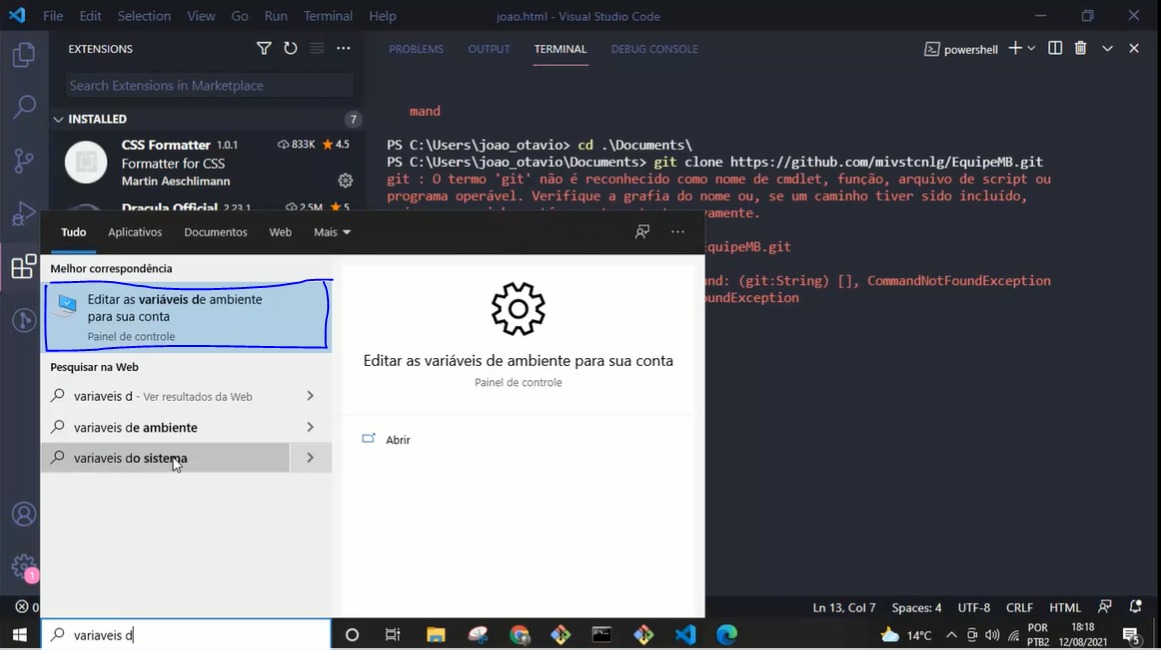 File Edit Selection View Go Run Terminal Help
joao.html - Visual Studio Code
EXTENSIONS
Search Extensions in Marketplace
INSTALLED 7
CSS Formatter 1.0.1 833K 4.5
Formatter for CSS
Martin Aeschlimann
Dracula Official 2.23.1 2.5M 5
PROBLEMS OUTPUT TERMINAL DEBUG CONSOLE
powershell
mand
PS C:\Users\joao_otavio> cd .\Documents\
PS C:\Users\joao_otavio\Documents> git clone https://github.com/mivstcnlg/EquipeMB.git
git : O termo 'git' não é reconhecido como nome de cmdlet, função, arquivo de script ou
programa operável. Verifique a grafia do nome ou, se um caminho tiver sido incluído,
vamente.
quipeMB.git
nd: (git:String) [], CommandNotFoundException
oundException
Tudo Aplicativos Documentos Web Mais
Melhor correspondência
Editar as variáveis de ambiente
para sua conta
Painel de controle
Pesquisar na Web
variaveis d - Ver resultados da Web
variaveis de ambiente
variaveis do sistema
Editar as variáveis de ambiente para sua conta
Painel de controle
Abrir
1
0
Ln 13, Col 7 Spaces: 4 UTF-8 CRLF HTML
variaveis d
14°C
POR
PTB2
18:18
12/08/2021
5